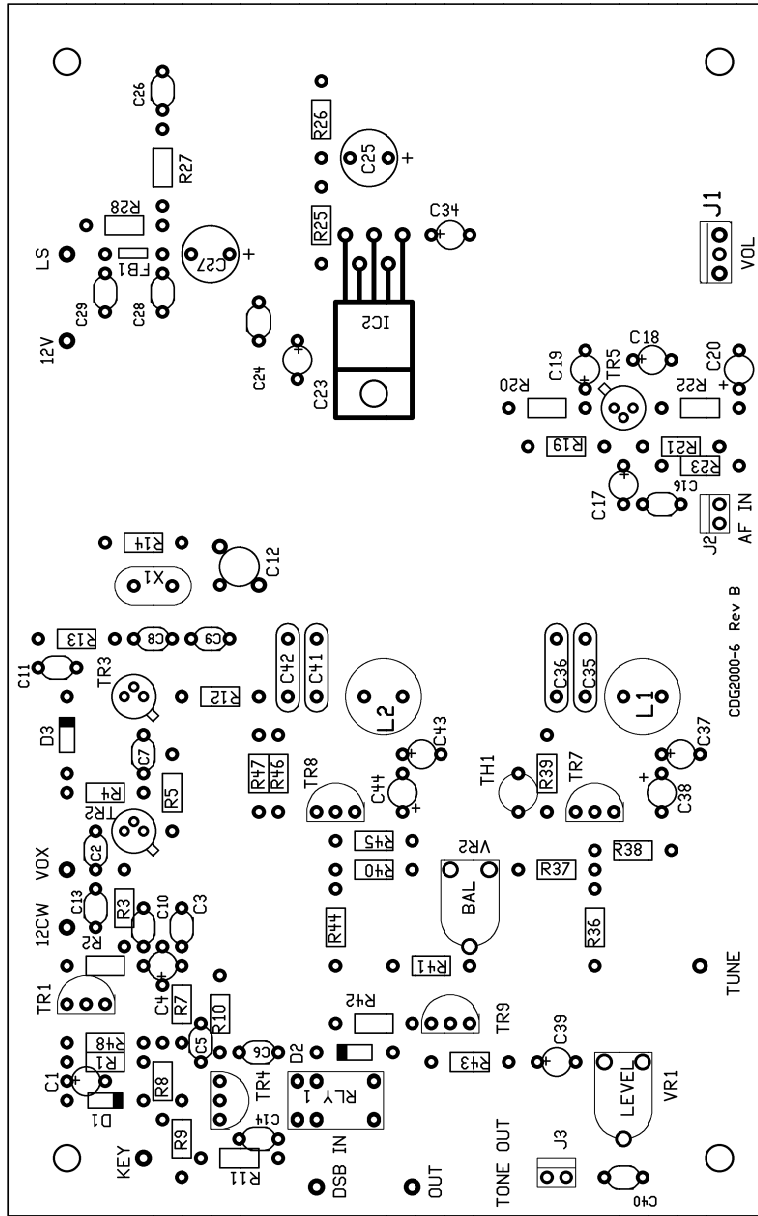 C26
R26
R27
C25
+
R28
R25
C34
+
LS
FB1
C27
+
J1
VOL
C29
C28
12V
C24
C23
+
IC2
C18
+
C19
+
TR5
C20
+
R20
R22
R19
R21
R23
C17
+
C16
J2
AF IN
R14
X1
C12
R13
C8
C9
C11
C42
C41
C36
C35
CDG2000-6 Rev B
TR3
R12
L2
L1
D3
C7
R47
R46
TR8
C43
+
C44
+
TH1
R39
TR7
C37
+
C38
+
R4
R5
TR2
C2
R45
R40
VR2
BAL
R37
R38
VOX
C13
R3
C10
C3
12CW
R44
R36
R2
C4
+
R41
TR1
R7
R10
R42
TR9
TUNE
R48
R1
C1
+
R8
C5
C6
D2
R43
C39
+
D1
TR4
RLY 1
LEVEL
VR1
R9
C14
KEY
R11
DSB IN
OUT
TONE OUT
J3
C40